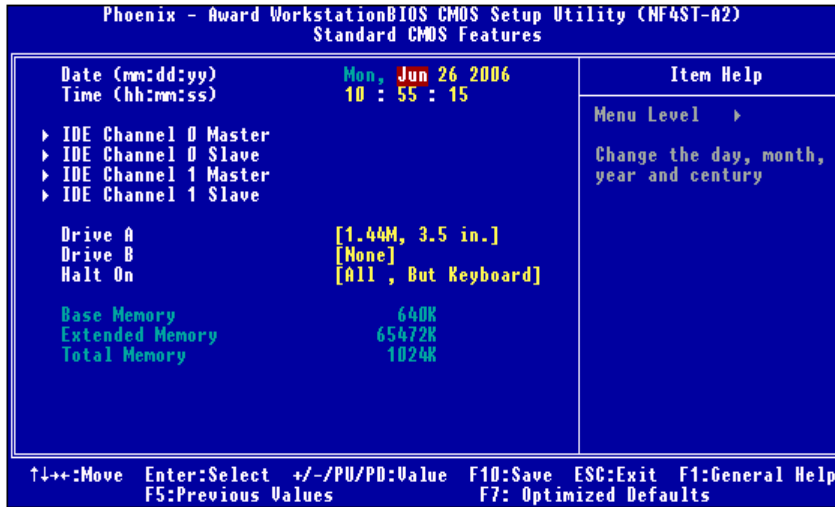 Phoenix - Award WorkstationBIOS CMOS Setup Utility (NF4ST-A2)
Standard CMOS Features
Date (mm:dd:yy) Mon, Jun 26 2006
Time (hh:mm:ss) 10 : 55 : 15
IDE Channel 0 Master
IDE Channel 0 Slave
IDE Channel 1 Master
IDE Channel 1 Slave
Drive A [1.44M, 3.5 in.]
Drive B [None]
Halt On [All , But Keyboard]
Base Memory 640K
Extended Memory 65472K
Total Memory 1024K
Item Help
Menu Level ▸
Change the day, month,
year and century
↑↓→←:Move Enter:Select +/-/PU/PD:Value F10:Save ESC:Exit F1:General Help
F5:Previous Values F7: Optimized Defaults